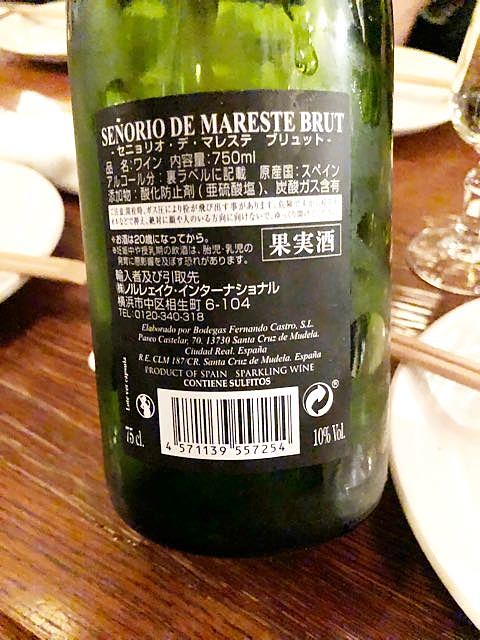 SEÑORIO DE MARESTE BRUT
- セニョリオ・デ・マレステ ブリュット -
品 名:ワイン 内容量:750ml
アルコール分:裏ラベルに記載 原産国:スペイン
添加物:酸化防止剤(亜硫酸塩)、炭酸ガス含有
*お酒は20歳になってから。
*妊娠中や授乳期の飲酒は、胎児・乳児の
発育に悪影響を及ぼす恐れがあります。
果実酒
輸入者及び引取先
㈱ノルレェイク・インターナショナル
横浜市中区相生町6-104
TEL:0120-340-318
Elaborado por Bodegas Fernando Castro, S.L.
Paseo Castelar, 70. 13730 Santa Cruz de Mudela.
Ciudad Real. España
R.E. CLM 187/CR. Santa Cruz de Mudela. España
PRODUCT OF SPAIN SPARKLING WINE
CONTIENE SULFITOS
Lote ver capsula
75 cl.
4 571139 557254
®
10% Vol.